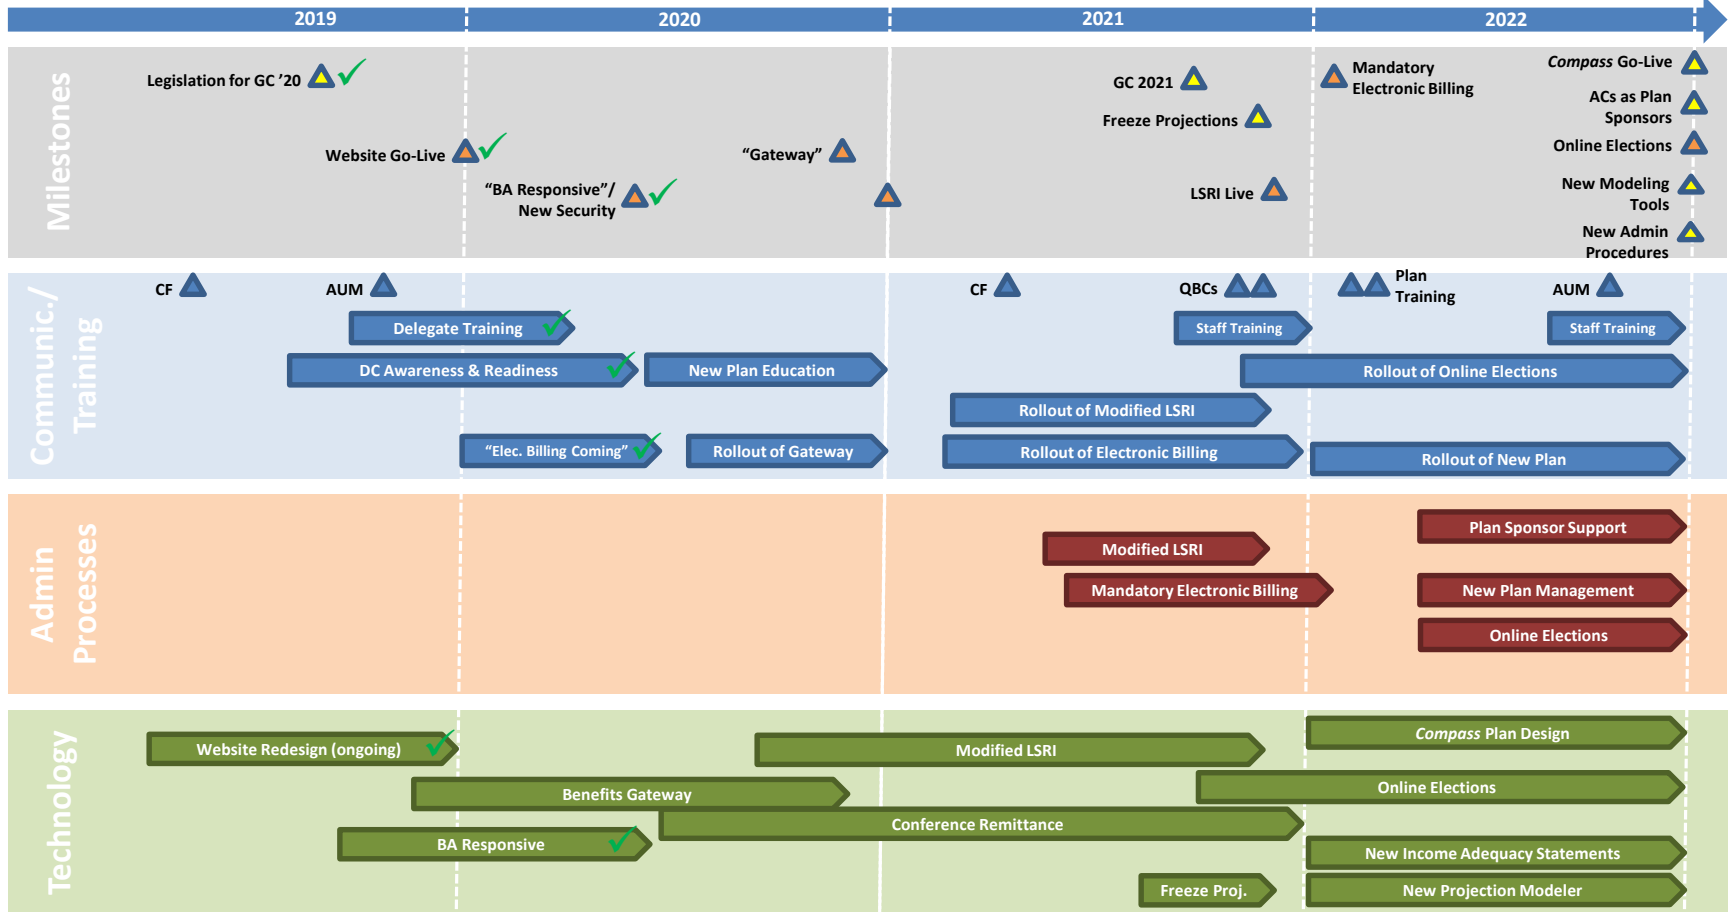 2019
2020
2021
2022
Milestones
Legislation for GC ’20
Website Go-Live
“BA Responsive”/
New Security
“Gateway”
GC 2021
Freeze Projections
LSRI Live
Mandatory
Electronic Billing
Compass Go-Live
ACs as Plan
Sponsors
Online Elections
New Modeling
Tools
New Admin
Procedures
Communic./
Training
CF
AUM
CF
QBCs
Plan
Training
AUM
Delegate Training
Staff Training
Staff Training
DC Awareness & Readiness
New Plan Education
Rollout of Online Elections
Rollout of Modified LSRI
“Elec. Billing Coming”
Rollout of Gateway
Rollout of Electronic Billing
Rollout of New Plan
Admin
Processes
Plan Sponsor Support
Modified LSRI
Mandatory Electronic Billing
New Plan Management
Online Elections
Technology
Website Redesign (ongoing)
Modified LSRI
Compass Plan Design
Benefits Gateway
Online Elections
Conference Remittance
BA Responsive
New Income Adequacy Statements
Freeze Proj.
New Projection Modeler